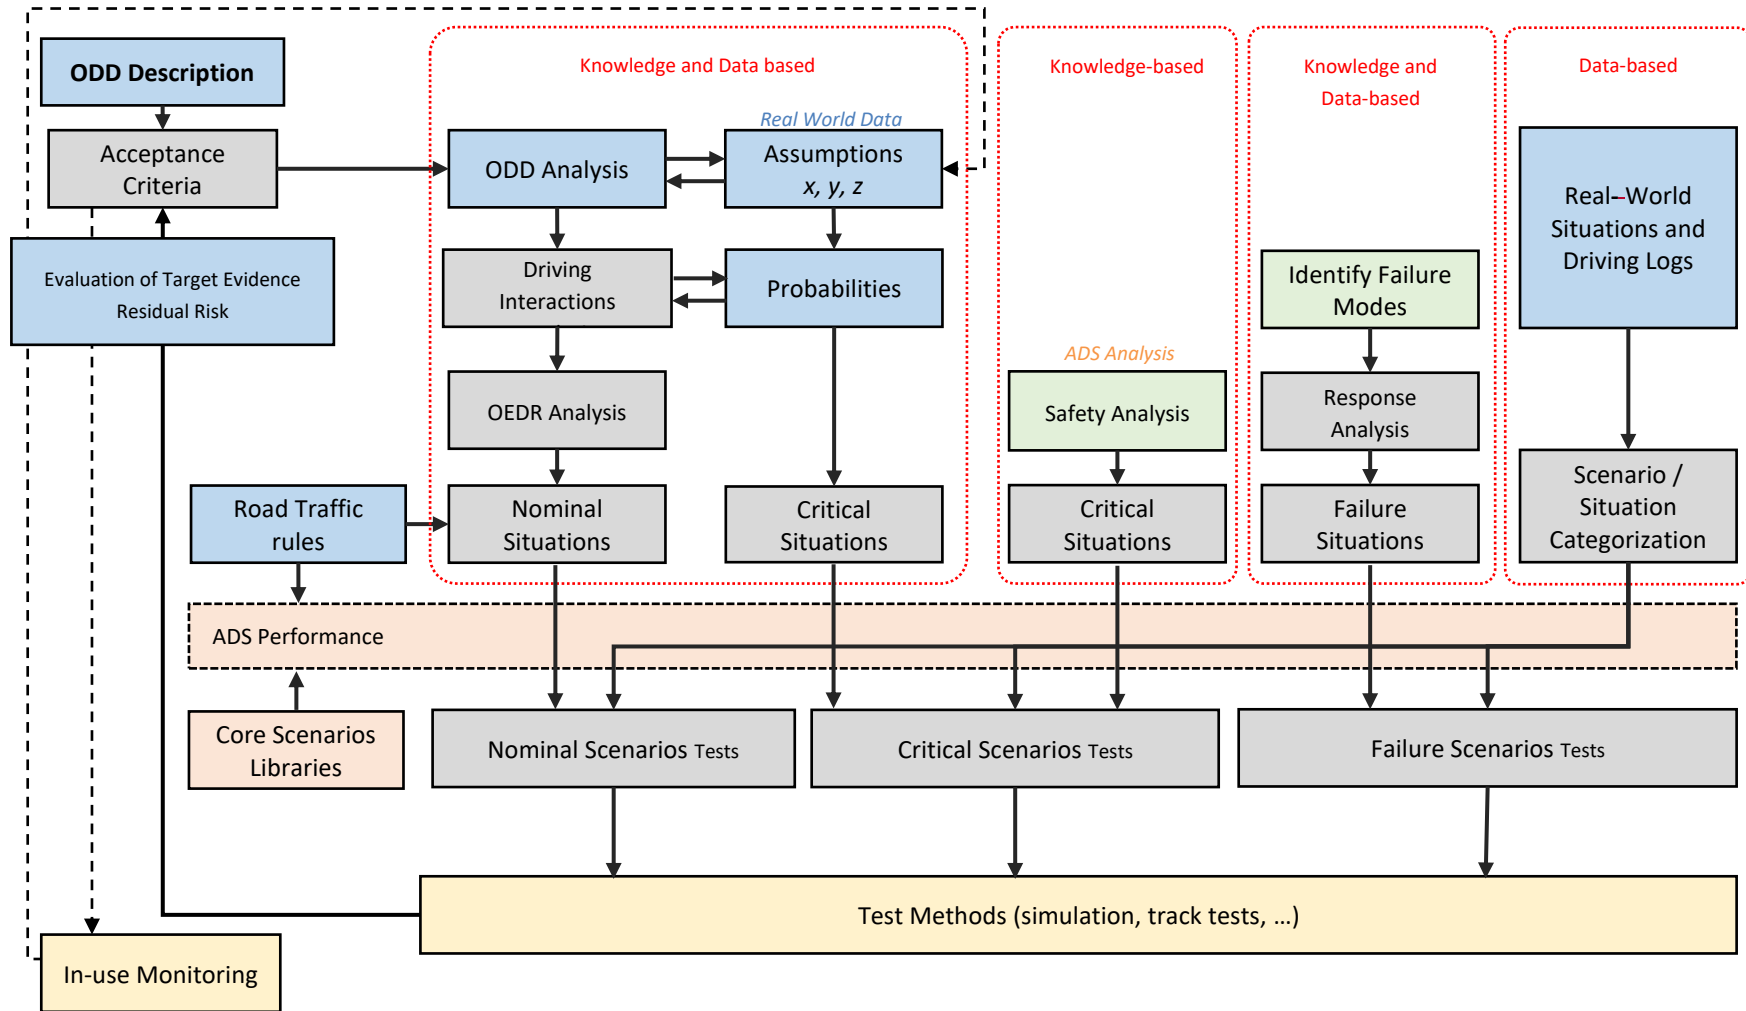 ODD Description
Knowledge and Data based
Knowledge-based
Knowledge and
Data-based
Data-based
Acceptance
Criteria
ODD Analysis
Real World Data
Assumptions
x, y, z
Real-World
Situations and
Driving Logs
Evaluation of Target Evidence
Residual Risk
Driving
Interactions
Probabilities
Identify Failure
Modes
ADS Analysis
OEDR Analysis
Safety Analysis
Response
Analysis
Road Traffic
rules
Nominal
Situations
Critical
Situations
Critical
Situations
Failure
Situations
Scenario /
Situation
Categorization
ADS Performance
Core Scenarios
Libraries
Nominal Scenarios Tests
Critical Scenarios Tests
Failure Scenarios Tests
Test Methods (simulation, track tests, ...)
In-use Monitoring